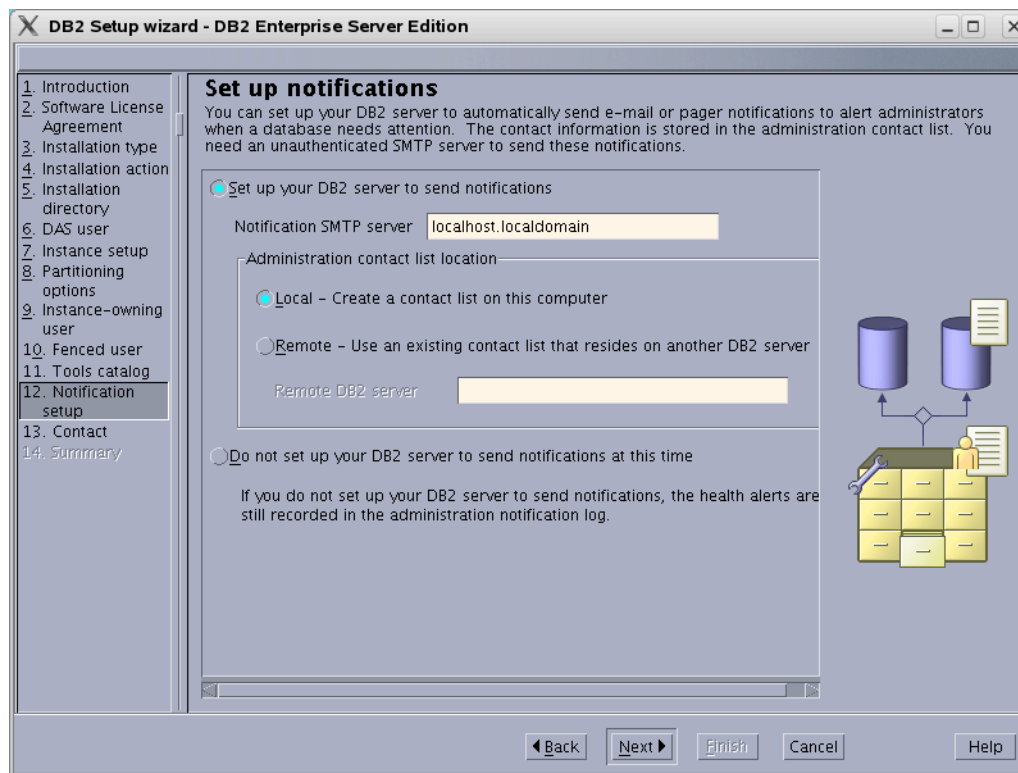 DB2 Setup wizard - DB2 Enterprise Server Edition
1. Introduction
2. Software License
Agreement
3. Installation type
4. Installation action
5. Installation
directory
6. DAS user
7. Instance setup
8. Partitioning
options
9. Instance-owning
user
10. Fenced user
11. Tools catalog
12. Notification
setup
13. Contact
14. Summary
Set up notifications
You can set up your DB2 server to automatically send e-mail or pager notifications to alert administrators
when a database needs attention. The contact information is stored in the administration contact list. You
need an unauthenticated SMTP server to send these notifications.
Set up your DB2 server to send notifications
Notification SMTP server localhost.localdomain
Administration contact list location
Local - Create a contact list on this computer
Remote - Use an existing contact list that resides on another DB2 server
Remote DB2 server
Do not set up your DB2 server to send notifications at this time
If you do not set up your DB2 server to send notifications, the health alerts are
still recorded in the administration notification log.
Back Next Finish Cancel Help